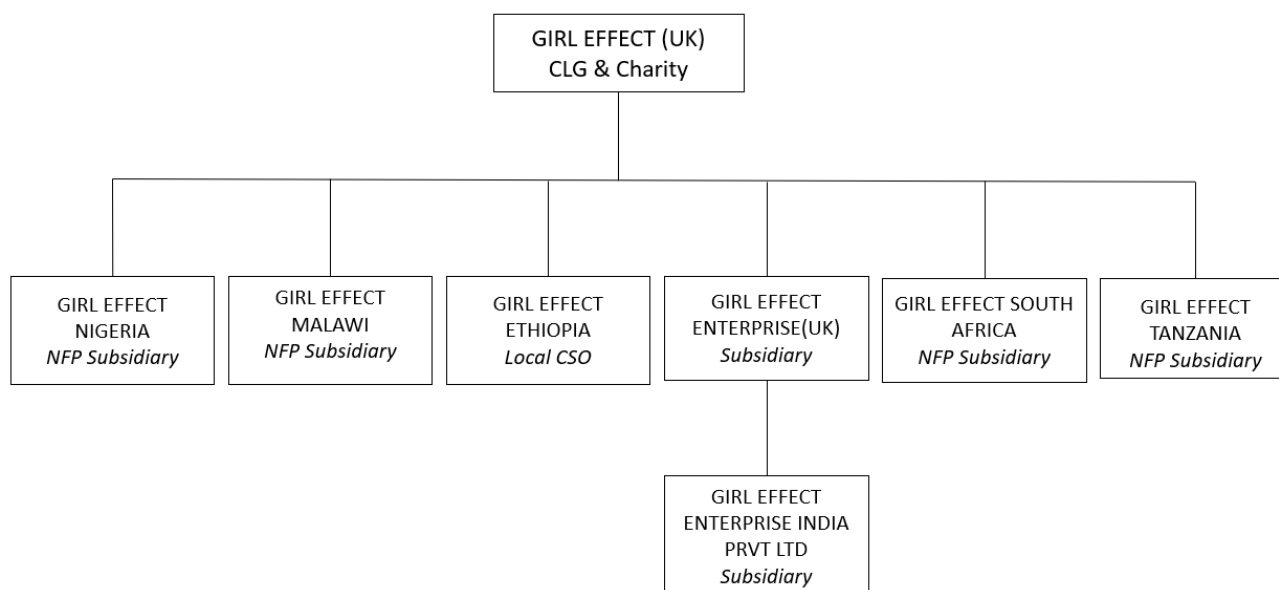 GIRL EFFECT (UK)
CLG & Charity
GIRL EFFECT
NIGERIA
NFP Subsidiary
GIRL EFFECT
MALAWI
NFP Subsidiary
GIRL EFFECT
ETHIOPIA
Local CSO
GIRL EFFECT
ENTERPRISE(UK)
Subsidiary
GIRL EFFECT SOUTH
AFRICA
NFP Subsidiary
GIRL EFFECT
TANZANIA
NFP Subsidiary
GIRL EFFECT
ENTERPRISE INDIA
PRVT LTD
Subsidiary